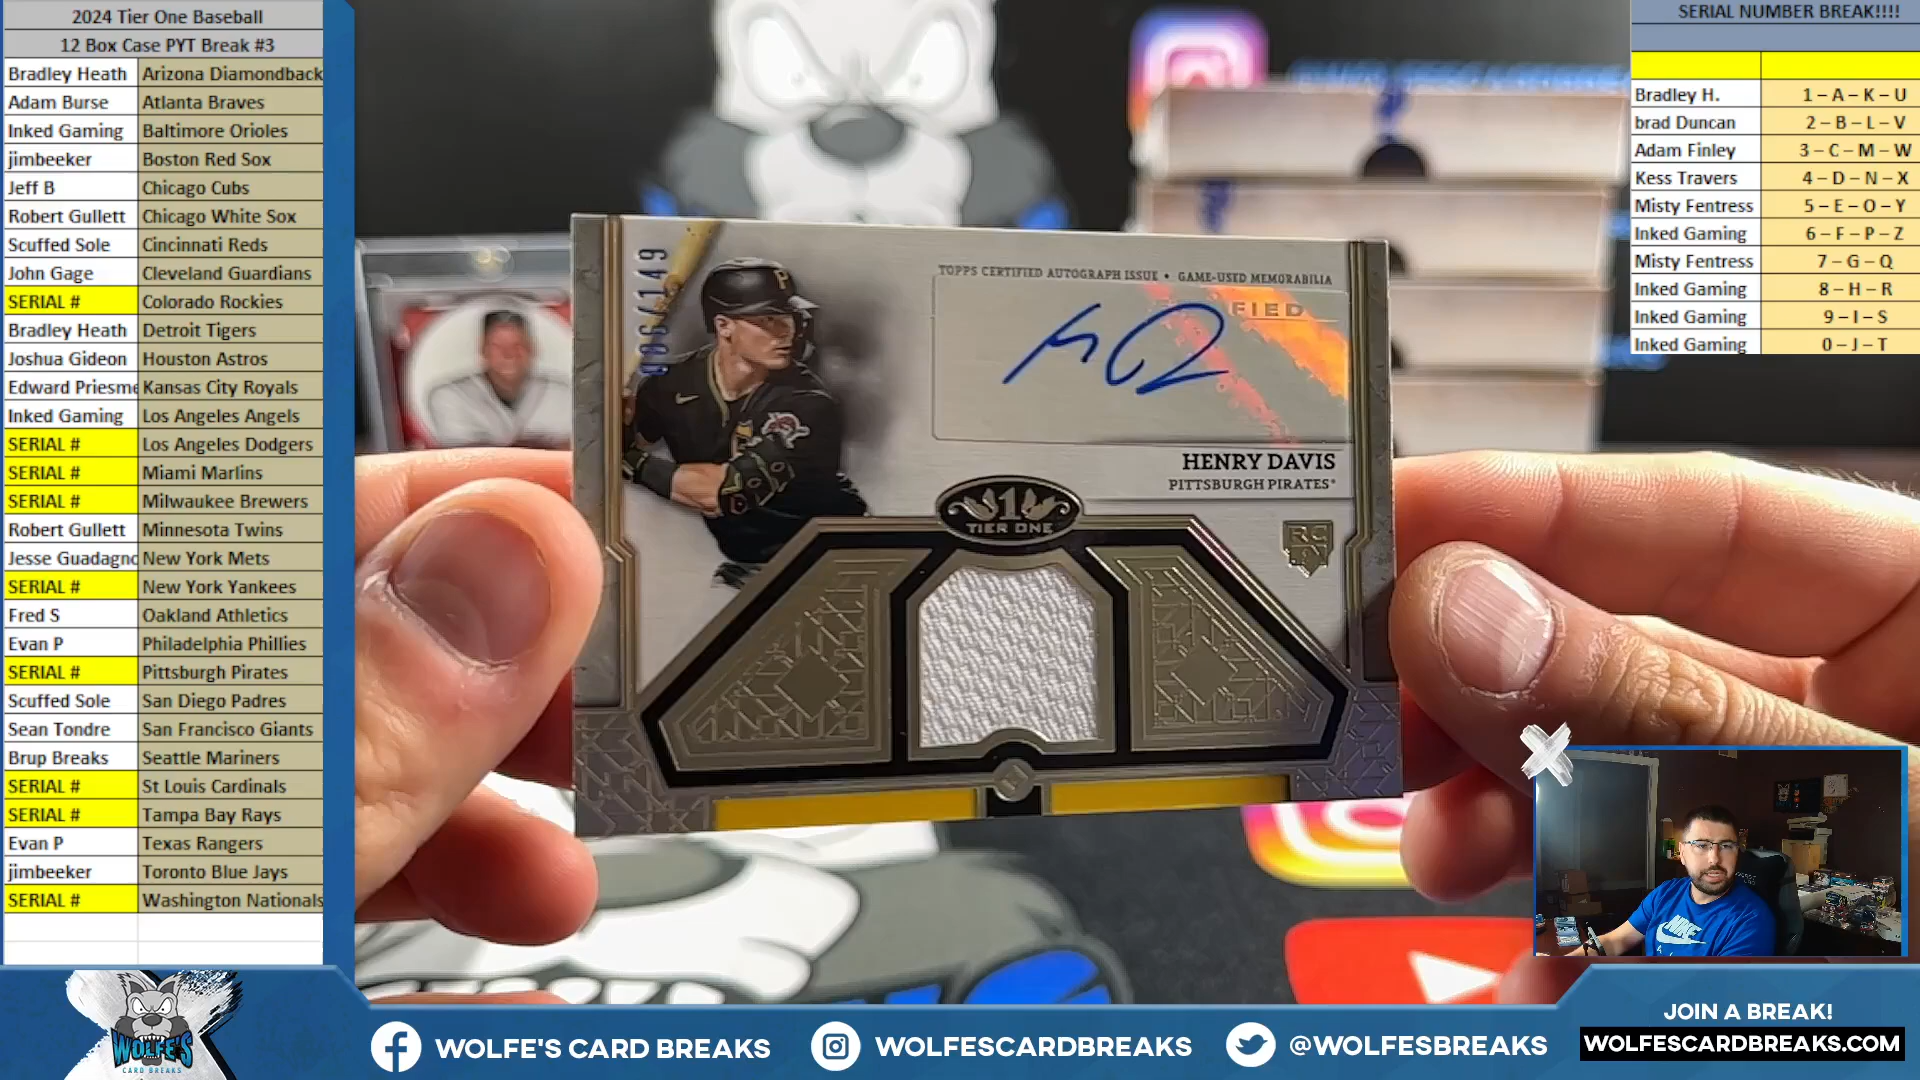 2024 Tier One Baseball
12 Box Case PYT Break #3
Bradley Heath Arizona Diamondback
Adam Burse Atlanta Braves
Inked Gaming Baltimore Orioles
jimbeeker Boston Red Sox
Jeff B Chicago Cubs
Robert Gullett Chicago White Sox
Scuffed Sole Cincinnati Reds
John Gage Cleveland Guardians
SERIAL # Colorado Rockies
Bradley Heath Detroit Tigers
Joshua Gideon Houston Astros
Edward Priesme Kansas City Royals
Inked Gaming Los Angeles Angels
SERIAL # Los Angeles Dodgers
SERIAL # Miami Marlins
SERIAL # Milwaukee Brewers
Robert Gullett Minnesota Twins
Jesse Guadagno New York Mets
SERIAL # New York Yankees
Fred S Oakland Athletics
Evan P Philadelphia Phillies
SERIAL # Pittsburgh Pirates
Scuffed Sole San Diego Padres
Sean Tondre San Francisco Giants
Brup Breaks Seattle Mariners
SERIAL # St Louis Cardinals
SERIAL # Tampa Bay Rays
Evan P Texas Rangers
jimbeeker Toronto Blue Jays
SERIAL # Washington Nationals
SERIAL NUMBER BREAK!!!!
Bradley H. 1 – A – K – U
brad Duncan 2 – B – L – V
Adam Finley 3 – C – M – W
Kess Travers 4 – D – N – X
Misty Fentress 5 – E – O – Y
Inked Gaming 6 – F – P – Z
Misty Fentress 7 – G – Q
Inked Gaming 8 – H – R
Inked Gaming 9 – I – S
Inked Gaming 0 – J – T
TOPPS CERTIFIED AUTOGRAPH ISSUE • GAME-USED MEMORABILIA
FIED
HENRY DAVIS
PITTSBURGH PIRATES
RC
1
TIER ONE
P
NIKE
WOLFE'S
CARD BREAKS
WOLFE'S CARD BREAKS
WOLFESCARDBREAKS
@WOLFESBREAKS
JOIN A BREAK!
WOLFESCARDBREAKS.COM